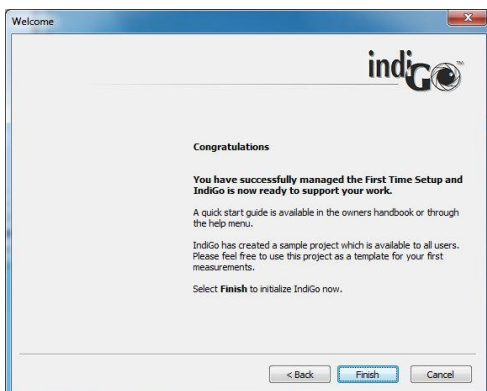 Welcome
indiGo™
Congratulations
You have successfully managed the First Time Setup and
IndiGo is now ready to support your work.
A quick start guide is available in the owners handbook or through
the help menu.
IndiGo has created a sample project which is available to all users.
Please feel free to use this project as a template for your first
measurements.
Select Finish to initialize IndiGo now.
< Back Finish Cancel